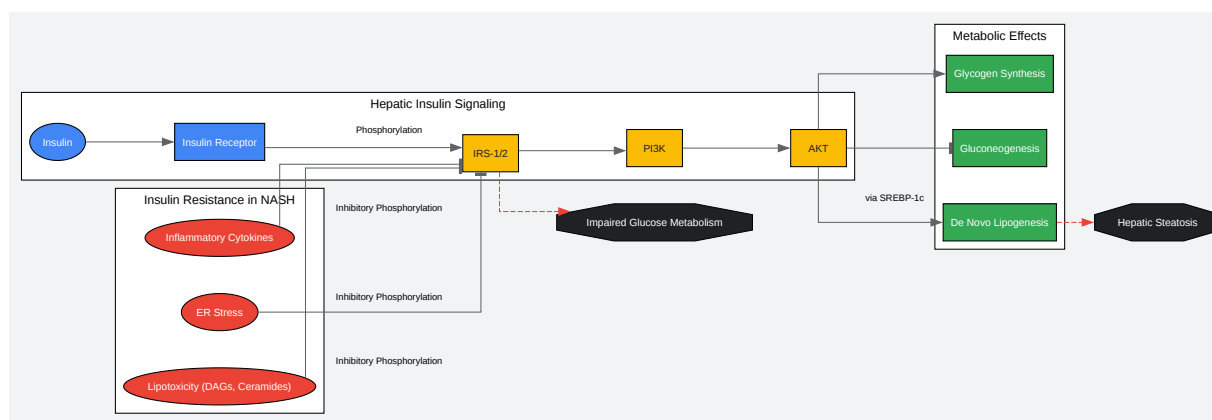 Metabolic Effects
Glycogen Synthesis
Hepatic Insulin Signaling
Phosphorylation
Insulin
Insulin Receptor
IRS-1/2
PI3K
AKT
Gluconeogenesis
via SREBP-1c
Insulin Resistance in NASH
Inhibitory Phosphorylation
Inflammatory Cytokines
Impaired Glucose Metabolism
De Novo Lipogenesis
Hepatic Steatosis
Inhibitory Phosphorylation
ER Stress
Inhibitory Phosphorylation
Lipotoxicity (DAGs, Ceramides)